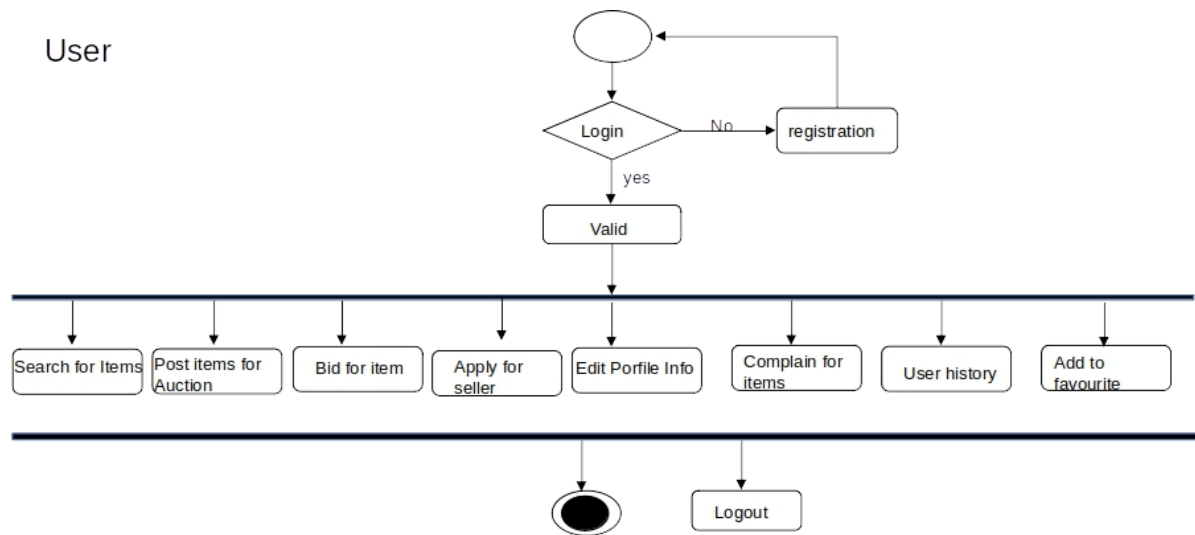 User
Login
No
registration
yes
Valid
Search for Items
Post items for
Auction
Bid for item
Apply for
seller
Edit Porfile Info
Complain for
items
User history
Add to
favourite
Logout